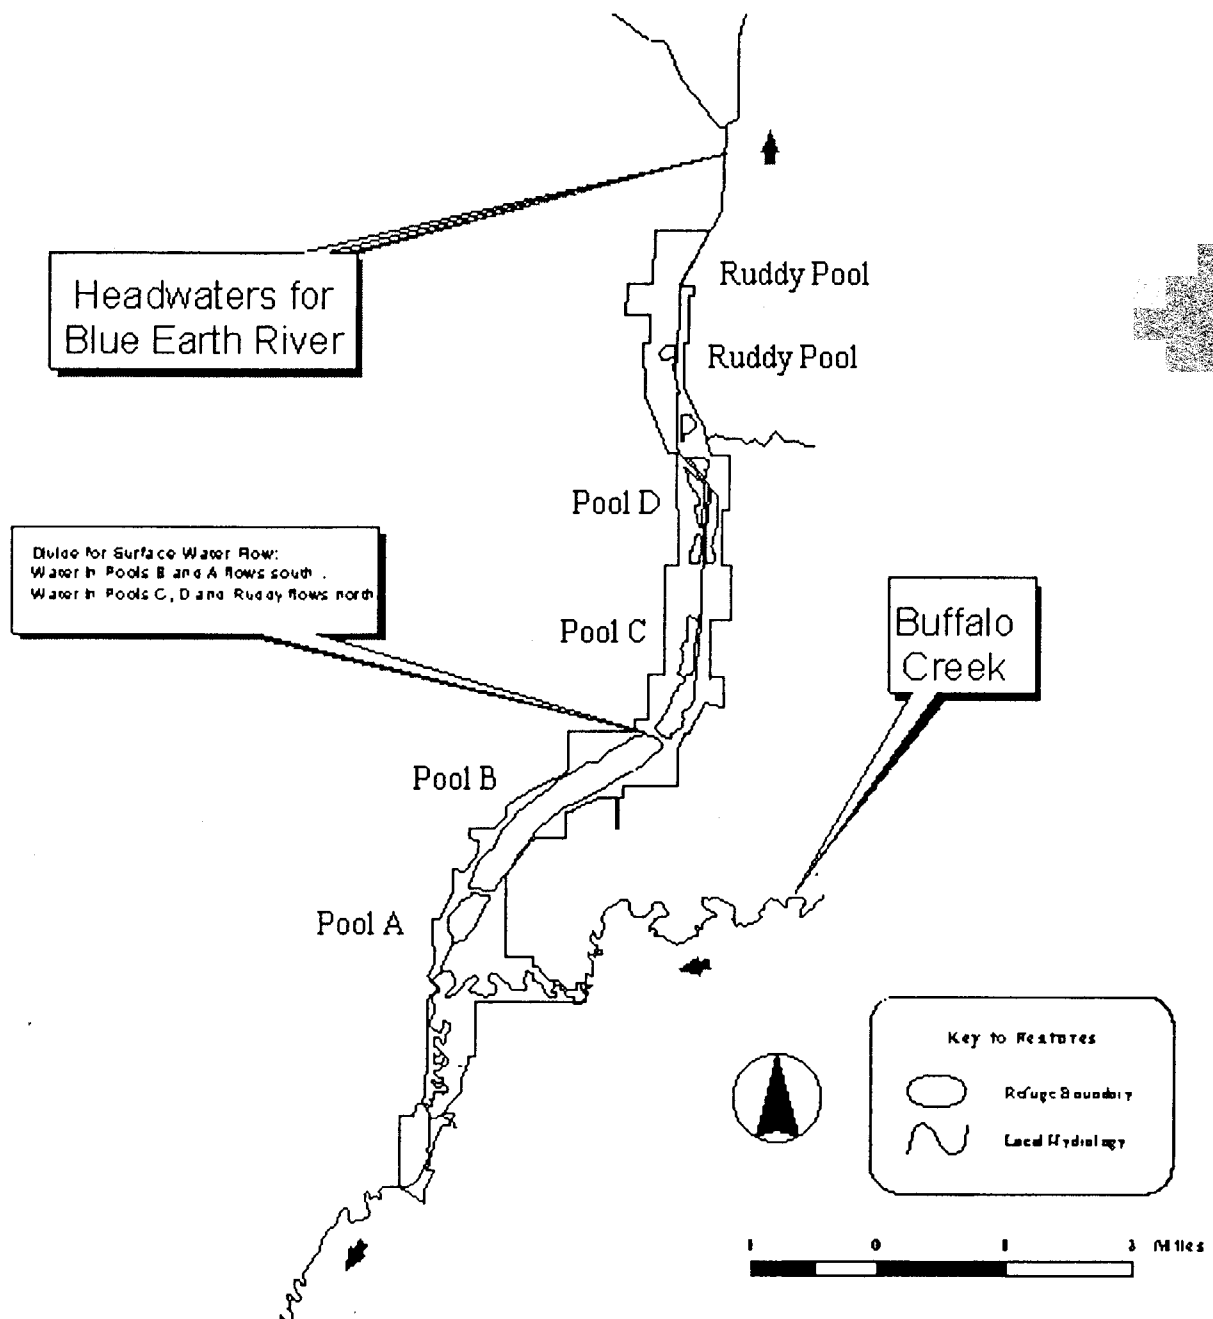 Headwaters for
Blue Earth River
Ruddy Pool
Ruddy Pool
Pool D
Divide for Surface Water Flow:
Water in Pools B and A flows south.
Water in Pools C, D and Ruddy flows north
Pool C
Buffalo
Creek
Pool B
Pool A
Key to Features
Refuge Boundary
Local Hydrology
0
Miles